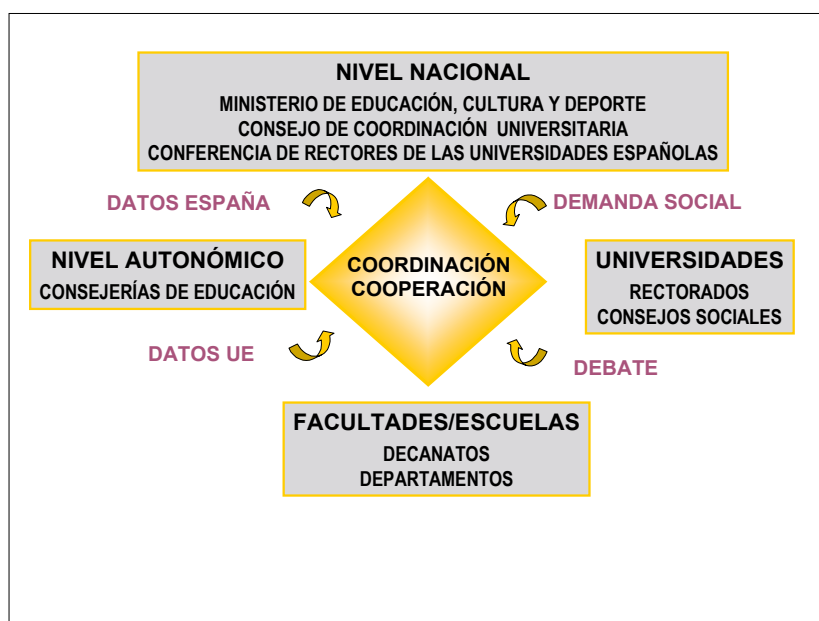 NIVEL NACIONAL
MINISTERIO DE EDUCACIÓN, CULTURA Y DEPORTE
CONSEJO DE COORDINACIÓN UNIVERSITARIA
CONFERENCIA DE RECTORES DE LAS UNIVERSIDADES ESPAÑOLAS
DATOS ESPAÑA
DEMANDA SOCIAL
NIVEL AUTONÓMICO
CONSEJERÍAS DE EDUCACIÓN
COORDINACIÓN
COOPERACIÓN
UNIVERSIDADES
RECTORADOS
CONSEJOS SOCIALES
DATOS UE
DEBATE
FACULTADES/ESCUELAS
DECANATOS
DEPARTAMENTOS